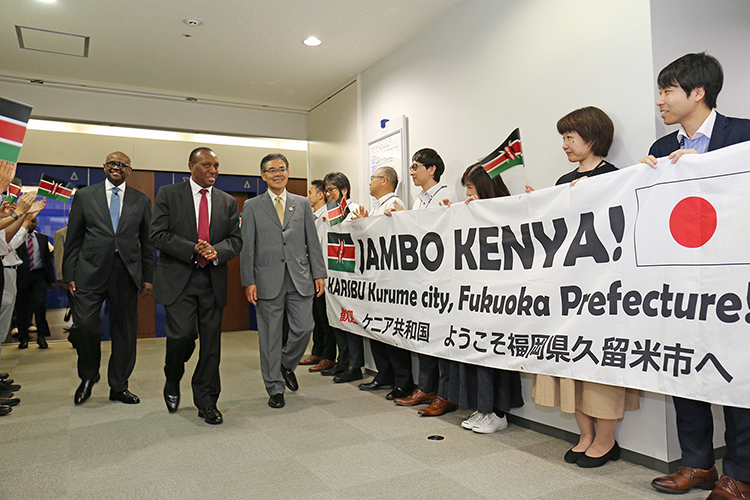 JAMBO KENYA!
KARIBU Kurume city, Fukuoka Prefecture!
歓迎 ケニア共和国 ようこそ福岡県久留米市へ